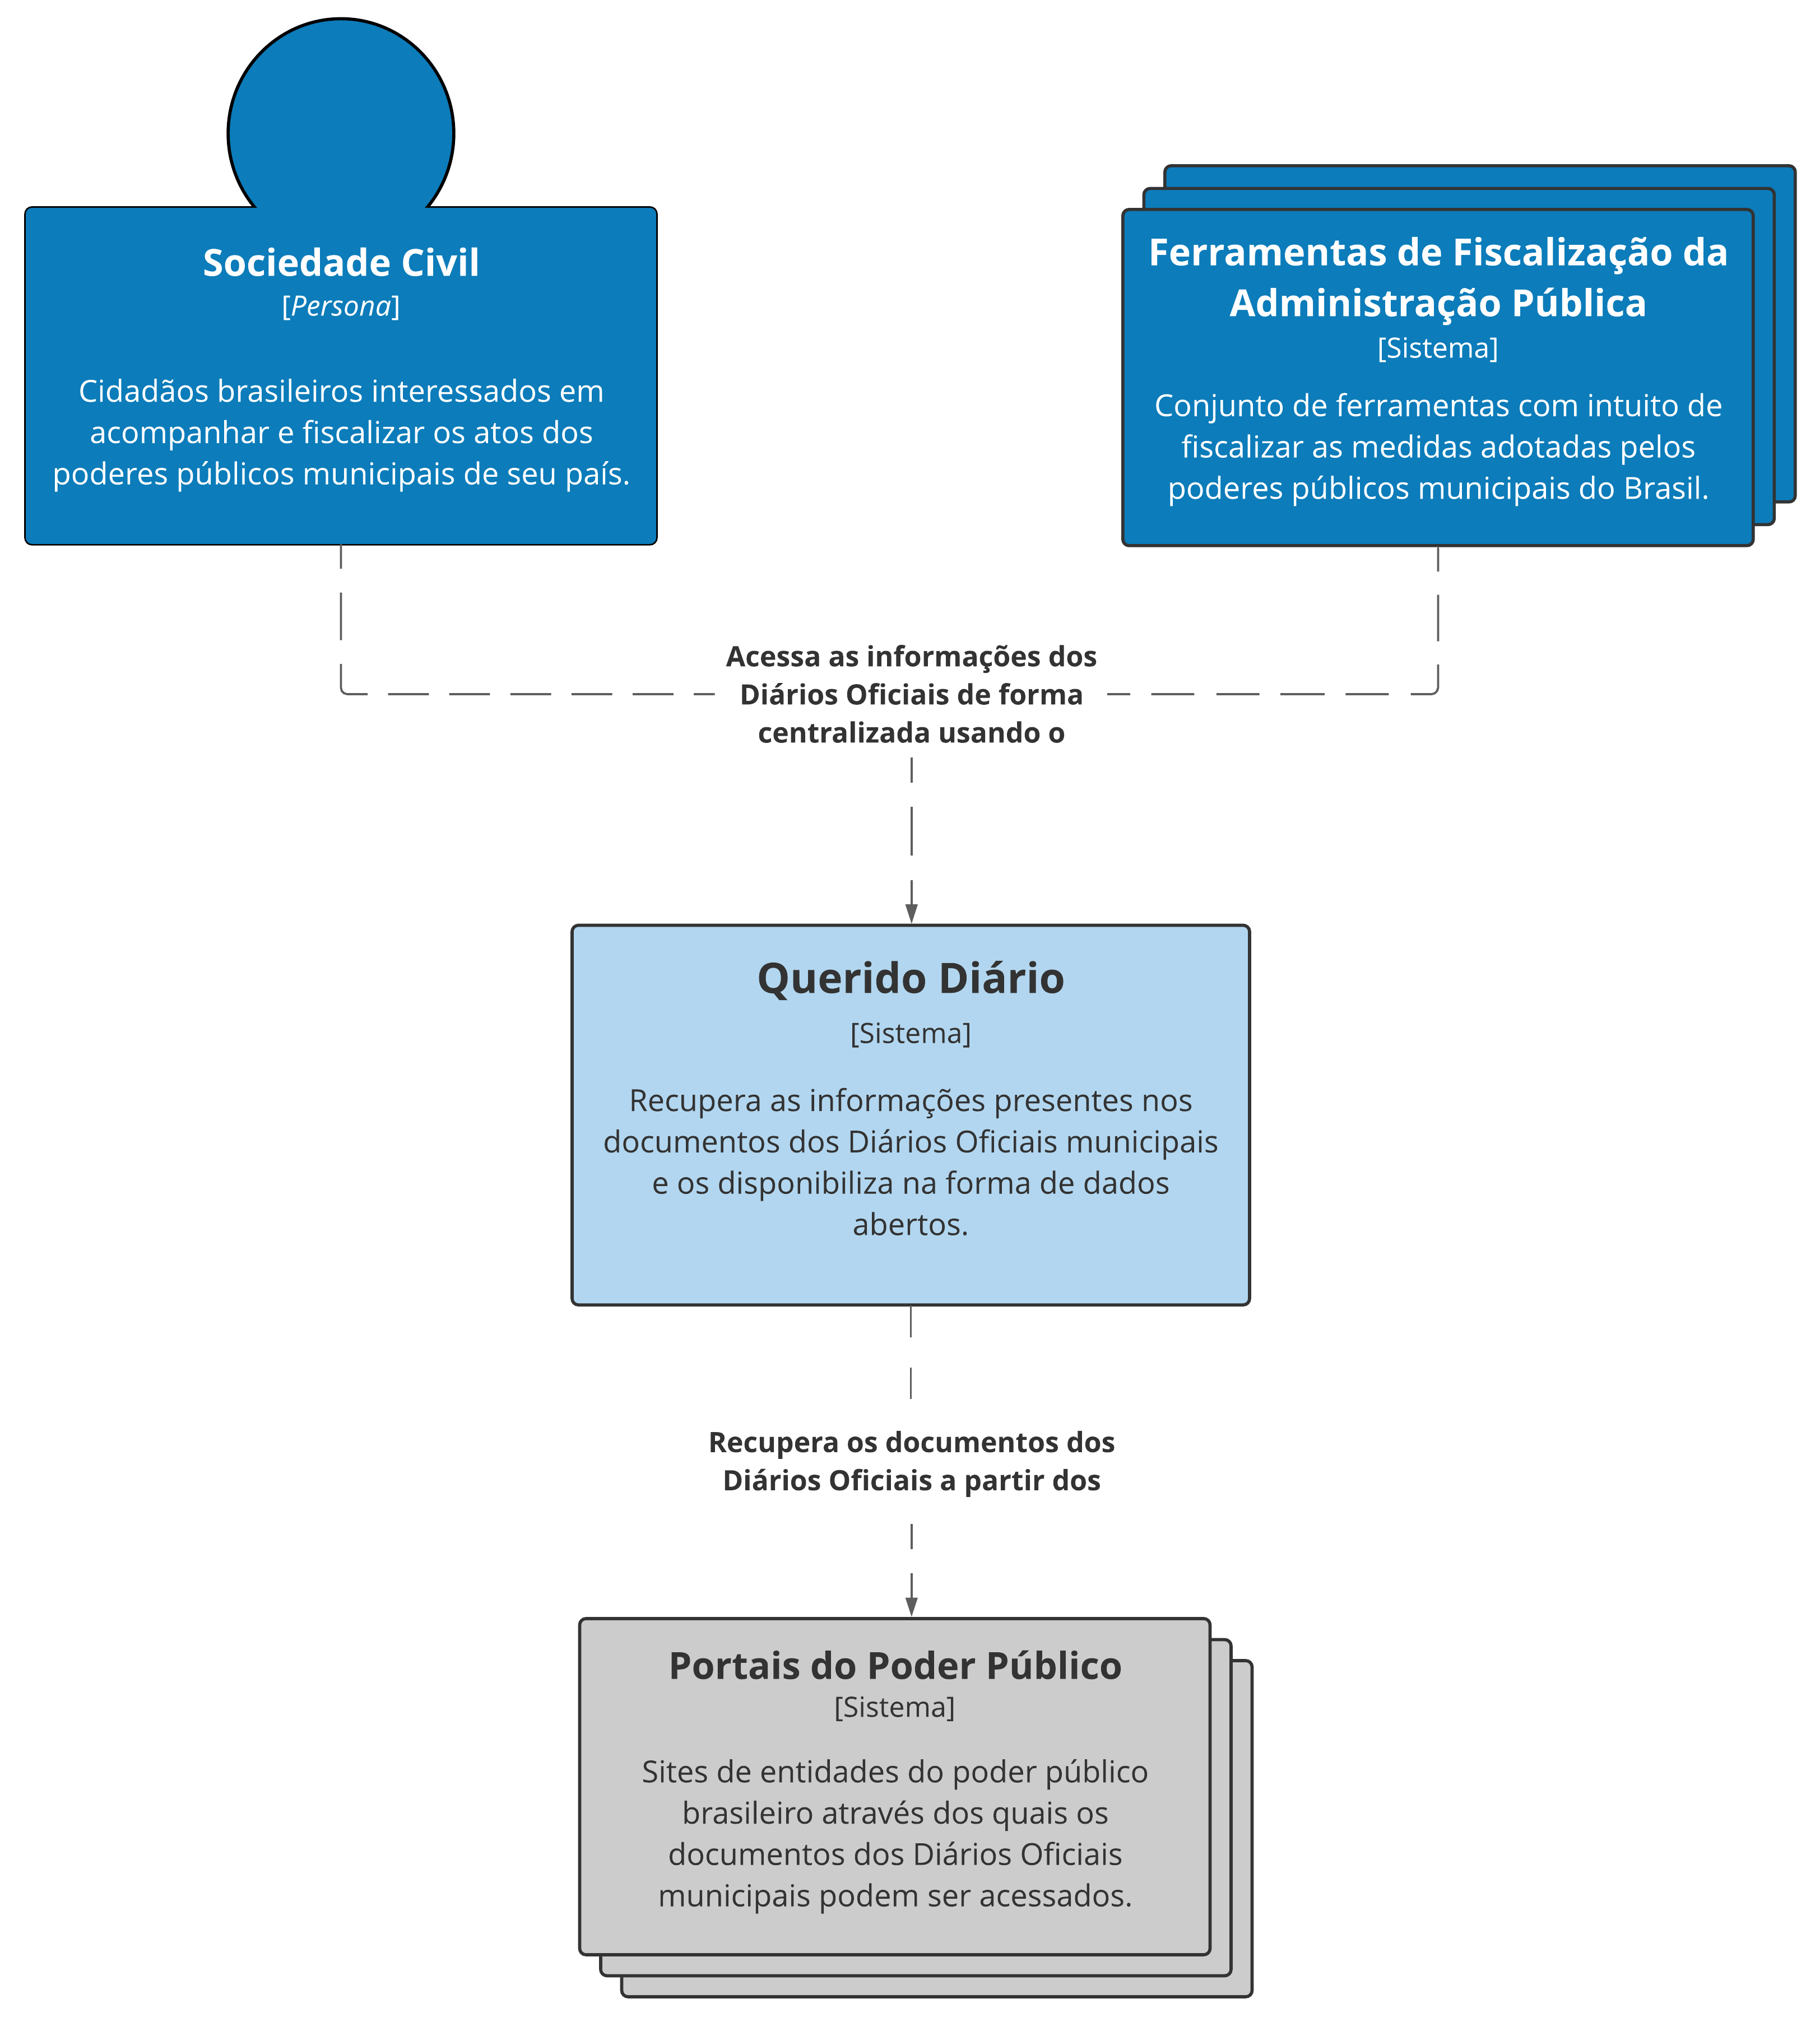 Sociedade Civil
[Persona]
Cidadãos brasileiros interessados em
acompanhar e fiscalizar os atos dos
poderes públicos municipais de seu país.
Ferramentas de Fiscalização da
Administração Pública
[Sistema]
Conjunto de ferramentas com intuito de
fiscalizar as medidas adotadas pelos
poderes públicos municipais do Brasil.
Acessa as informações dos
Diários Oficiais de forma
centralizada usando o
Querido Diário
[Sistema]
Recupera as informações presentes nos
documentos dos Diários Oficiais municipais
e os disponibiliza na forma de dados
abertos.
Recupera os documentos dos
Diários Oficiais a partir dos
Portais do Poder Público
[Sistema]
Sites de entidades do poder público
brasileiro através dos quais os
documentos dos Diários Oficiais
municipais podem ser acessados.